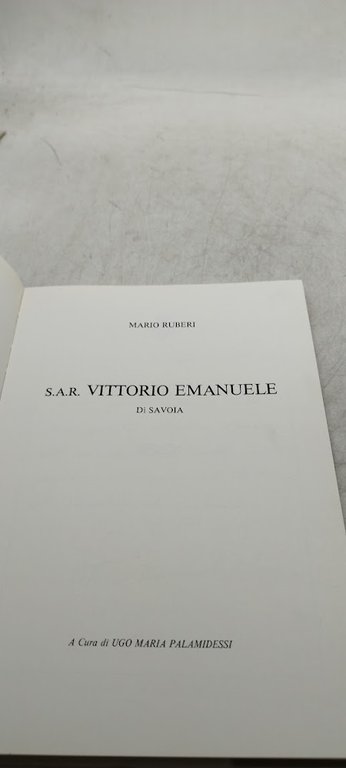 MARIO RUBERI
S.A.R. VITTORIO EMANUELE
DI SAVOIA
A Cura di UGO MARIA PALAMIDESSI